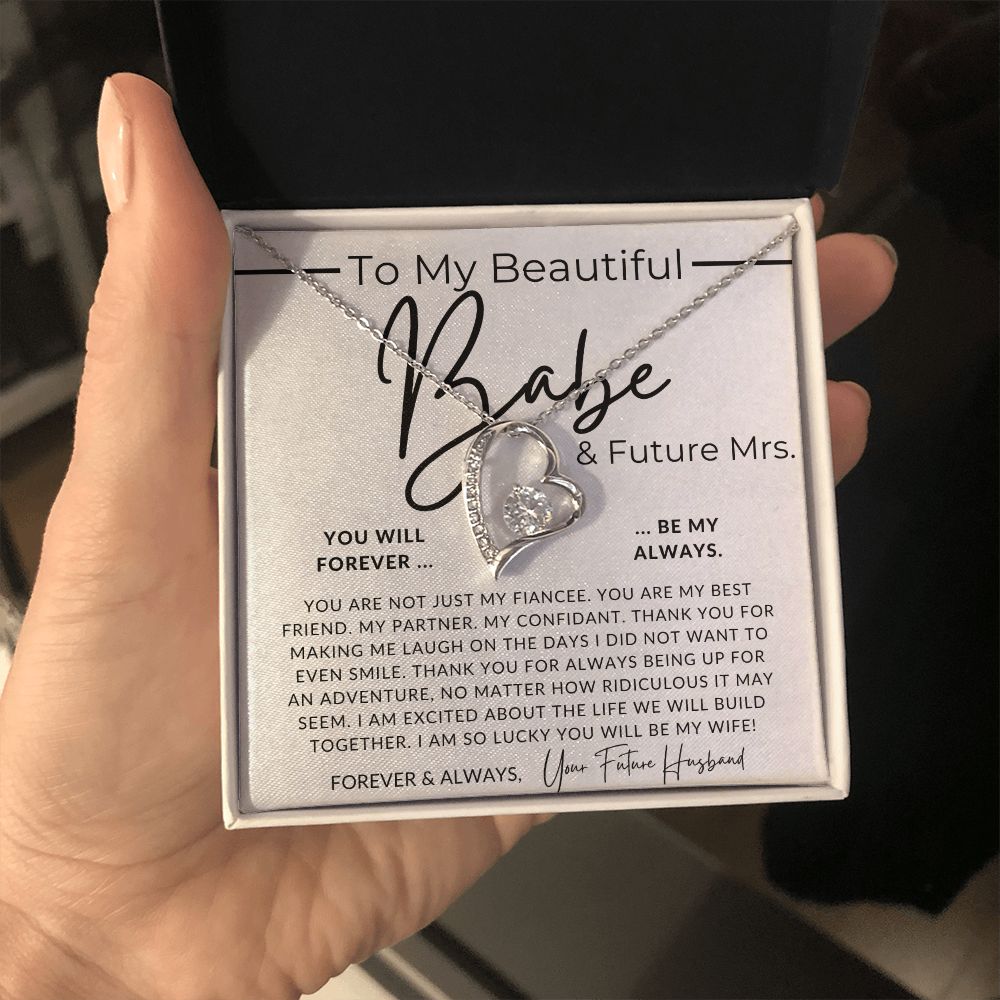 To My Beautiful
Babe
& Future Mrs.
YOU WILL
FOREVER ...
... BE MY
ALWAYS.
YOU ARE NOT JUST MY FIANCEE. YOU ARE MY BEST
FRIEND. MY PARTNER. MY CONFIDANT. THANK YOU FOR
MAKING ME LAUGH ON THE DAYS I DID NOT WANT TO
EVEN SMILE. THANK YOU FOR ALWAYS BEING UP FOR
AN ADVENTURE, NO MATTER HOW RIDICULOUS IT MAY
SEEM. I AM EXCITED ABOUT THE LIFE WE WILL BUILD
TOGETHER. I AM SO LUCKY YOU WILL BE MY WIFE!
FOREVER & ALWAYS, Your Future Husband